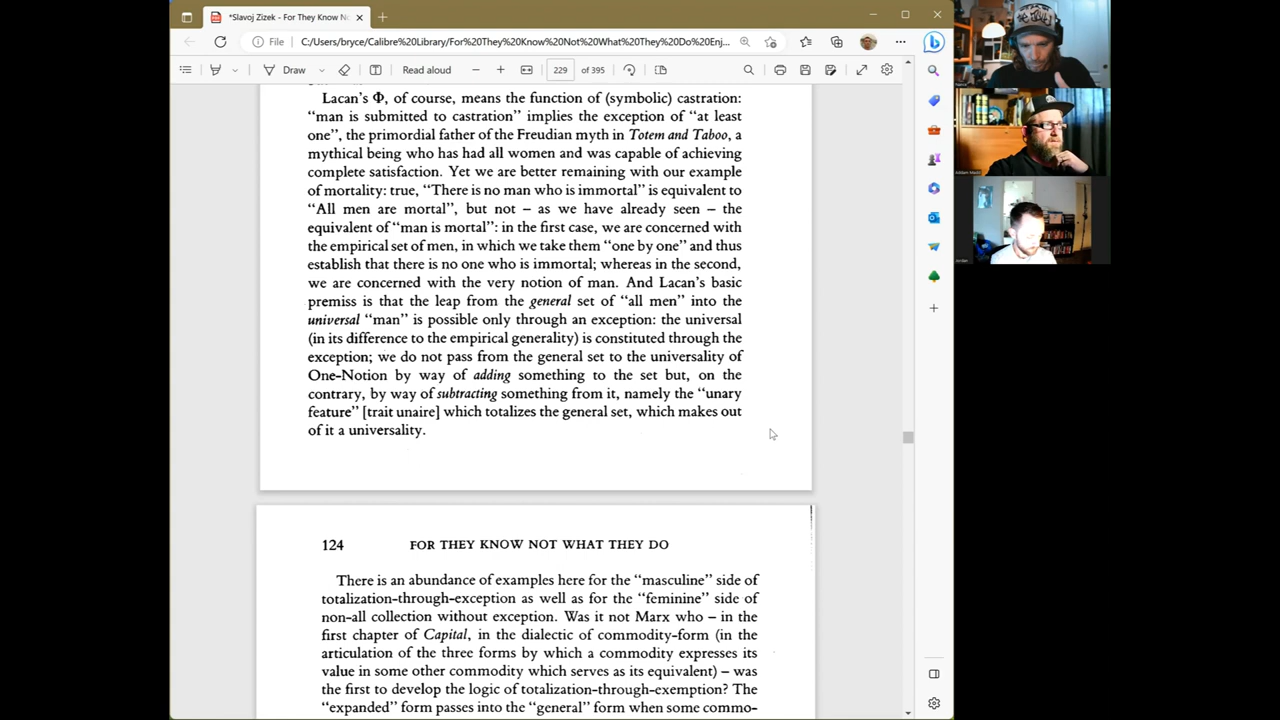 *Slavoj Zizek - For They Know No
File
C:/Users/bryce/Calibre%20Library/For%20They%20Know%20Not%20What%20They%20Do%20Enj...
Draw
Read aloud
229
of 395
Lacan's Φ, of course, means the function of (symbolic) castration:
“man is submitted to castration” implies the exception of “at least
one”, the primordial father of the Freudian myth in Totem and Taboo, a
mythical being who has had all women and was capable of achieving
complete satisfaction. Yet we are better remaining with our example
of mortality: true, “There is no man who is immortal” is equivalent to
“All men are mortal”, but not – as we have already seen – the
equivalent of “man is mortal”: in the first case, we are concerned with
the empirical set of men, in which we take them “one by one” and thus
establish that there is no one who is immortal; whereas in the second,
we are concerned with the very notion of man. And Lacan's basic
premiss is that the leap from the general set of “all men” into the
universal “man” is possible only through an exception: the universal
(in its difference to the empirical generality) is constituted through the
exception; we do not pass from the general set to the universality of
One-Notion by way of adding something to the set but, on the
contrary, by way of subtracting something from it, namely the “unary
feature” [trait unaire] which totalizes the general set, which makes out
of it a universality.
124
FOR THEY KNOW NOT WHAT THEY DO
There is an abundance of examples here for the “masculine” side of
totalization-through-exception as well as for the “feminine” side of
non-all collection without exception. Was it not Marx who – in the
first chapter of Capital, in the dialectic of commodity-form (in the
articulation of the three forms by which a commodity expresses its
value in some other commodity which serves as its equivalent) – was
the first to develop the logic of totalization-through-exemption? The
“expanded” form passes into the “general” form when some commo-